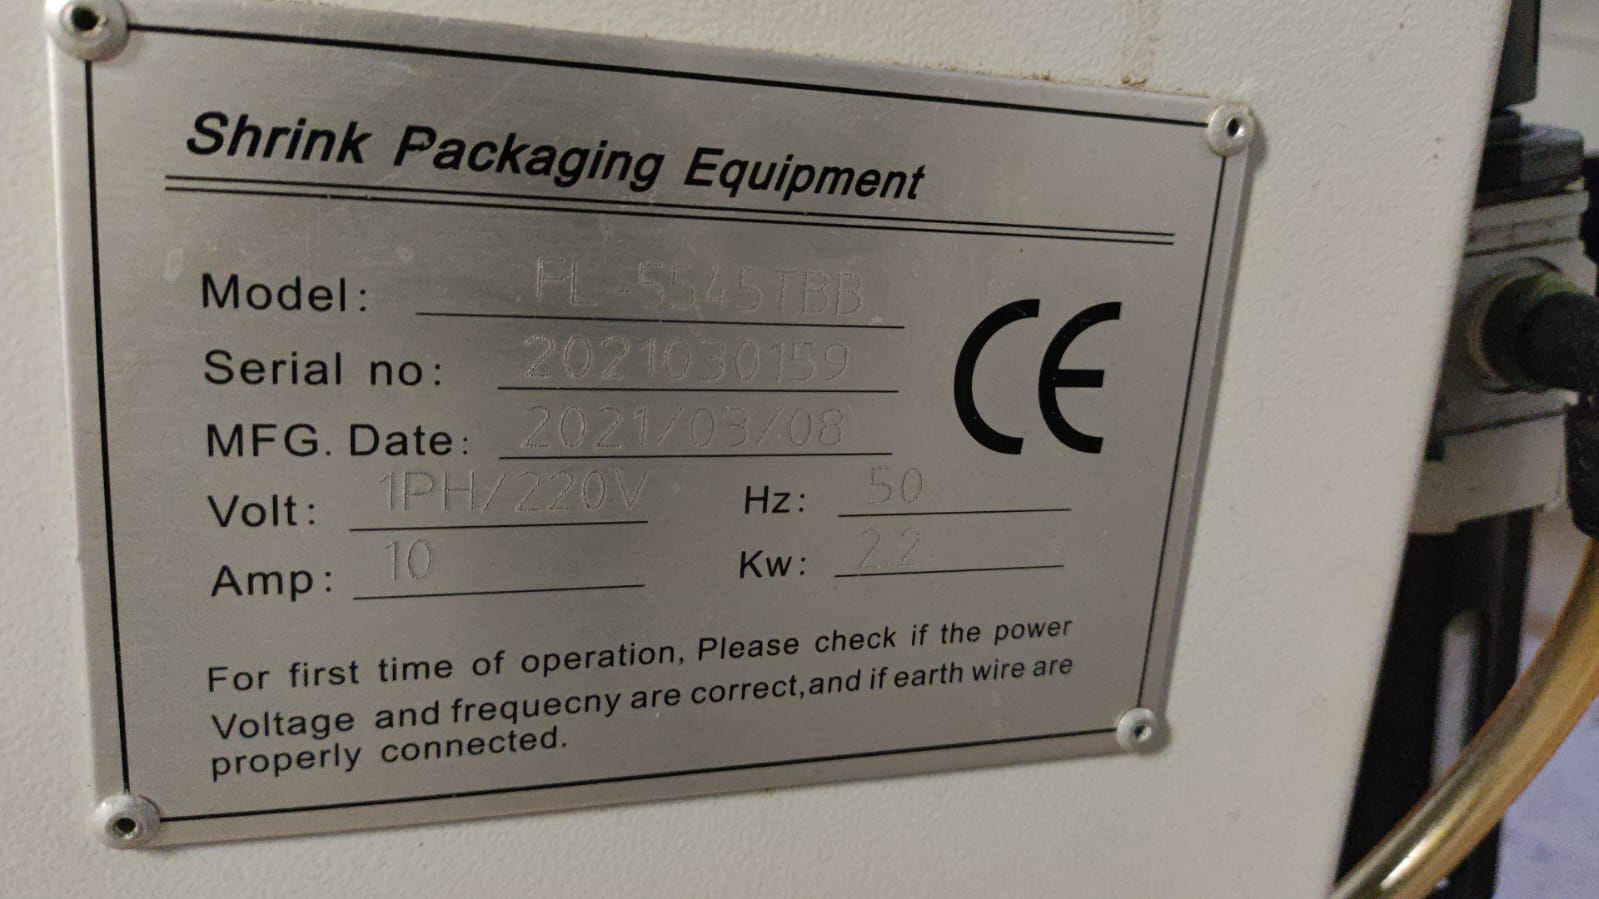 Shrink Packaging Equipment
Model: FL-5545TBB
Serial no: 2021030159
MFG. Date: 2021/03/08
CE
Volt: 1PH/220V Hz: 50
Amp: 10 Kw: 2.2
For first time of operation, Please check if the power
Voltage and frequecny are correct,and if earth wire are
properly connected.